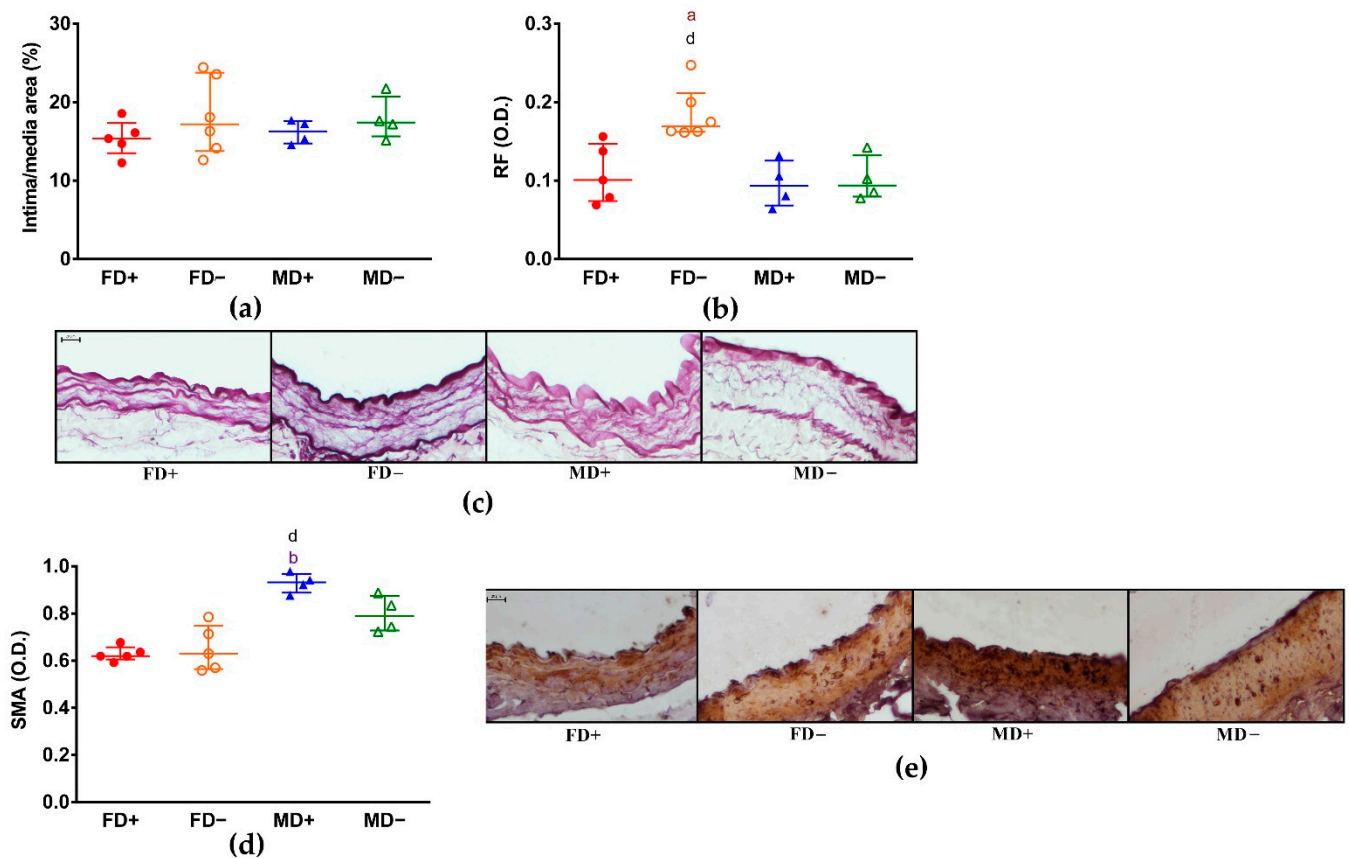 Intima/media area (%)
30
20
10
0
FD+ FD− MD+ MD−
(a)
RF (O.D.)
a
d
0.3
0.2
0.1
0.0
FD+ FD− MD+ MD−
(b)
FD+ FD− MD+ MD−
(c)
SMA (O.D.)
d
b
1.0
0.8
0.6
0.4
0.2
0.0
FD+ FD− MD+ MD−
(d)
FD+ FD− MD+ MD−
(e)